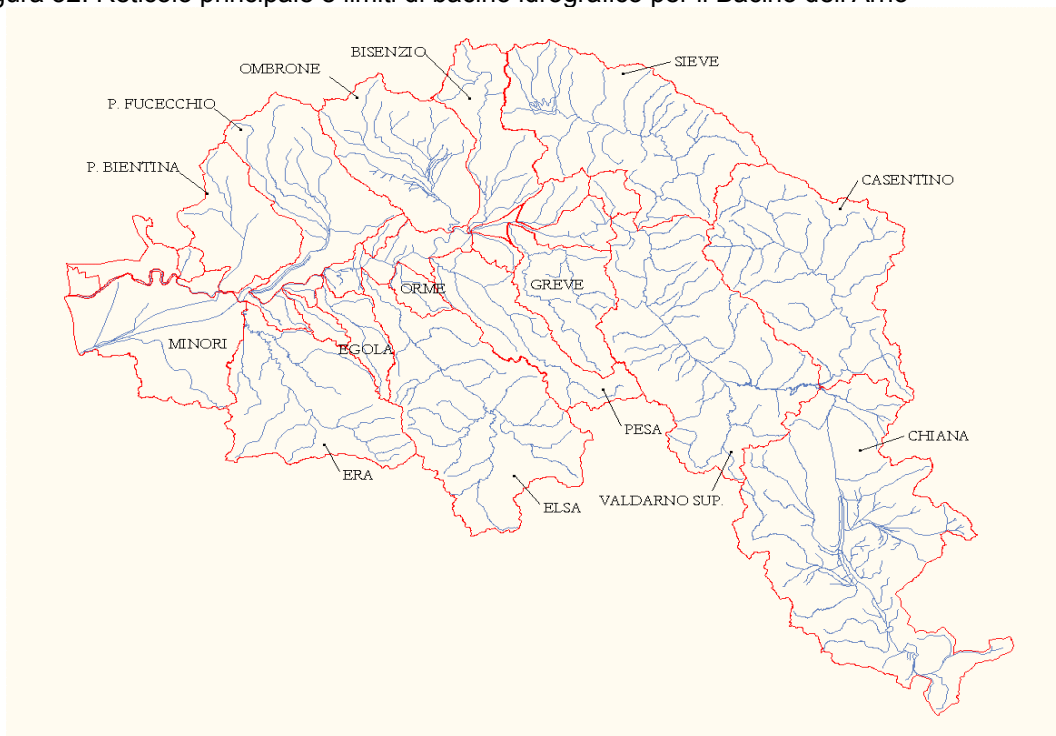 gura 32. Reticolo principale e limiti di bacino idrografico per il Bacino dell'Arno
BISENZIO
SIEVE
OMBRONE
P. FUCECCHIO
P. BIENTINA
CASENTINO
ORME
GREVE
MINORI
EGOLA
PESA
CHIANA
ERA
VALDARNO SUP.
ELSA